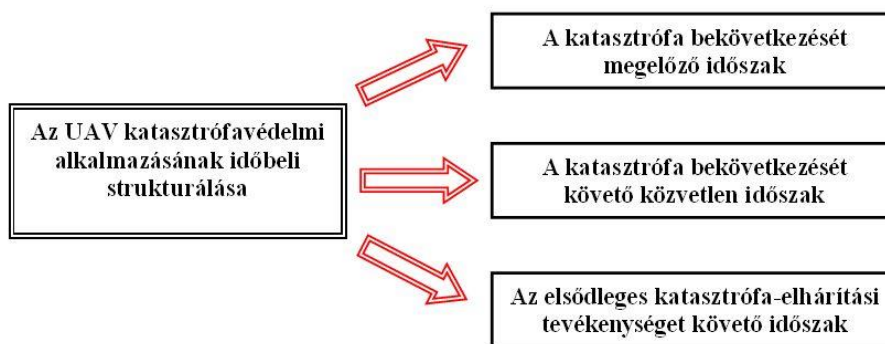 Az UAV katasztrófavédelmi
alkalmazásának időbeli
strukturálása
A katasztrófa bekövetkezését
megelőző időszak
A katasztrófa bekövetkezését
követő közvetlen időszak
Az elsődleges katasztrófa-elhárítási
tevékenységet követő időszak